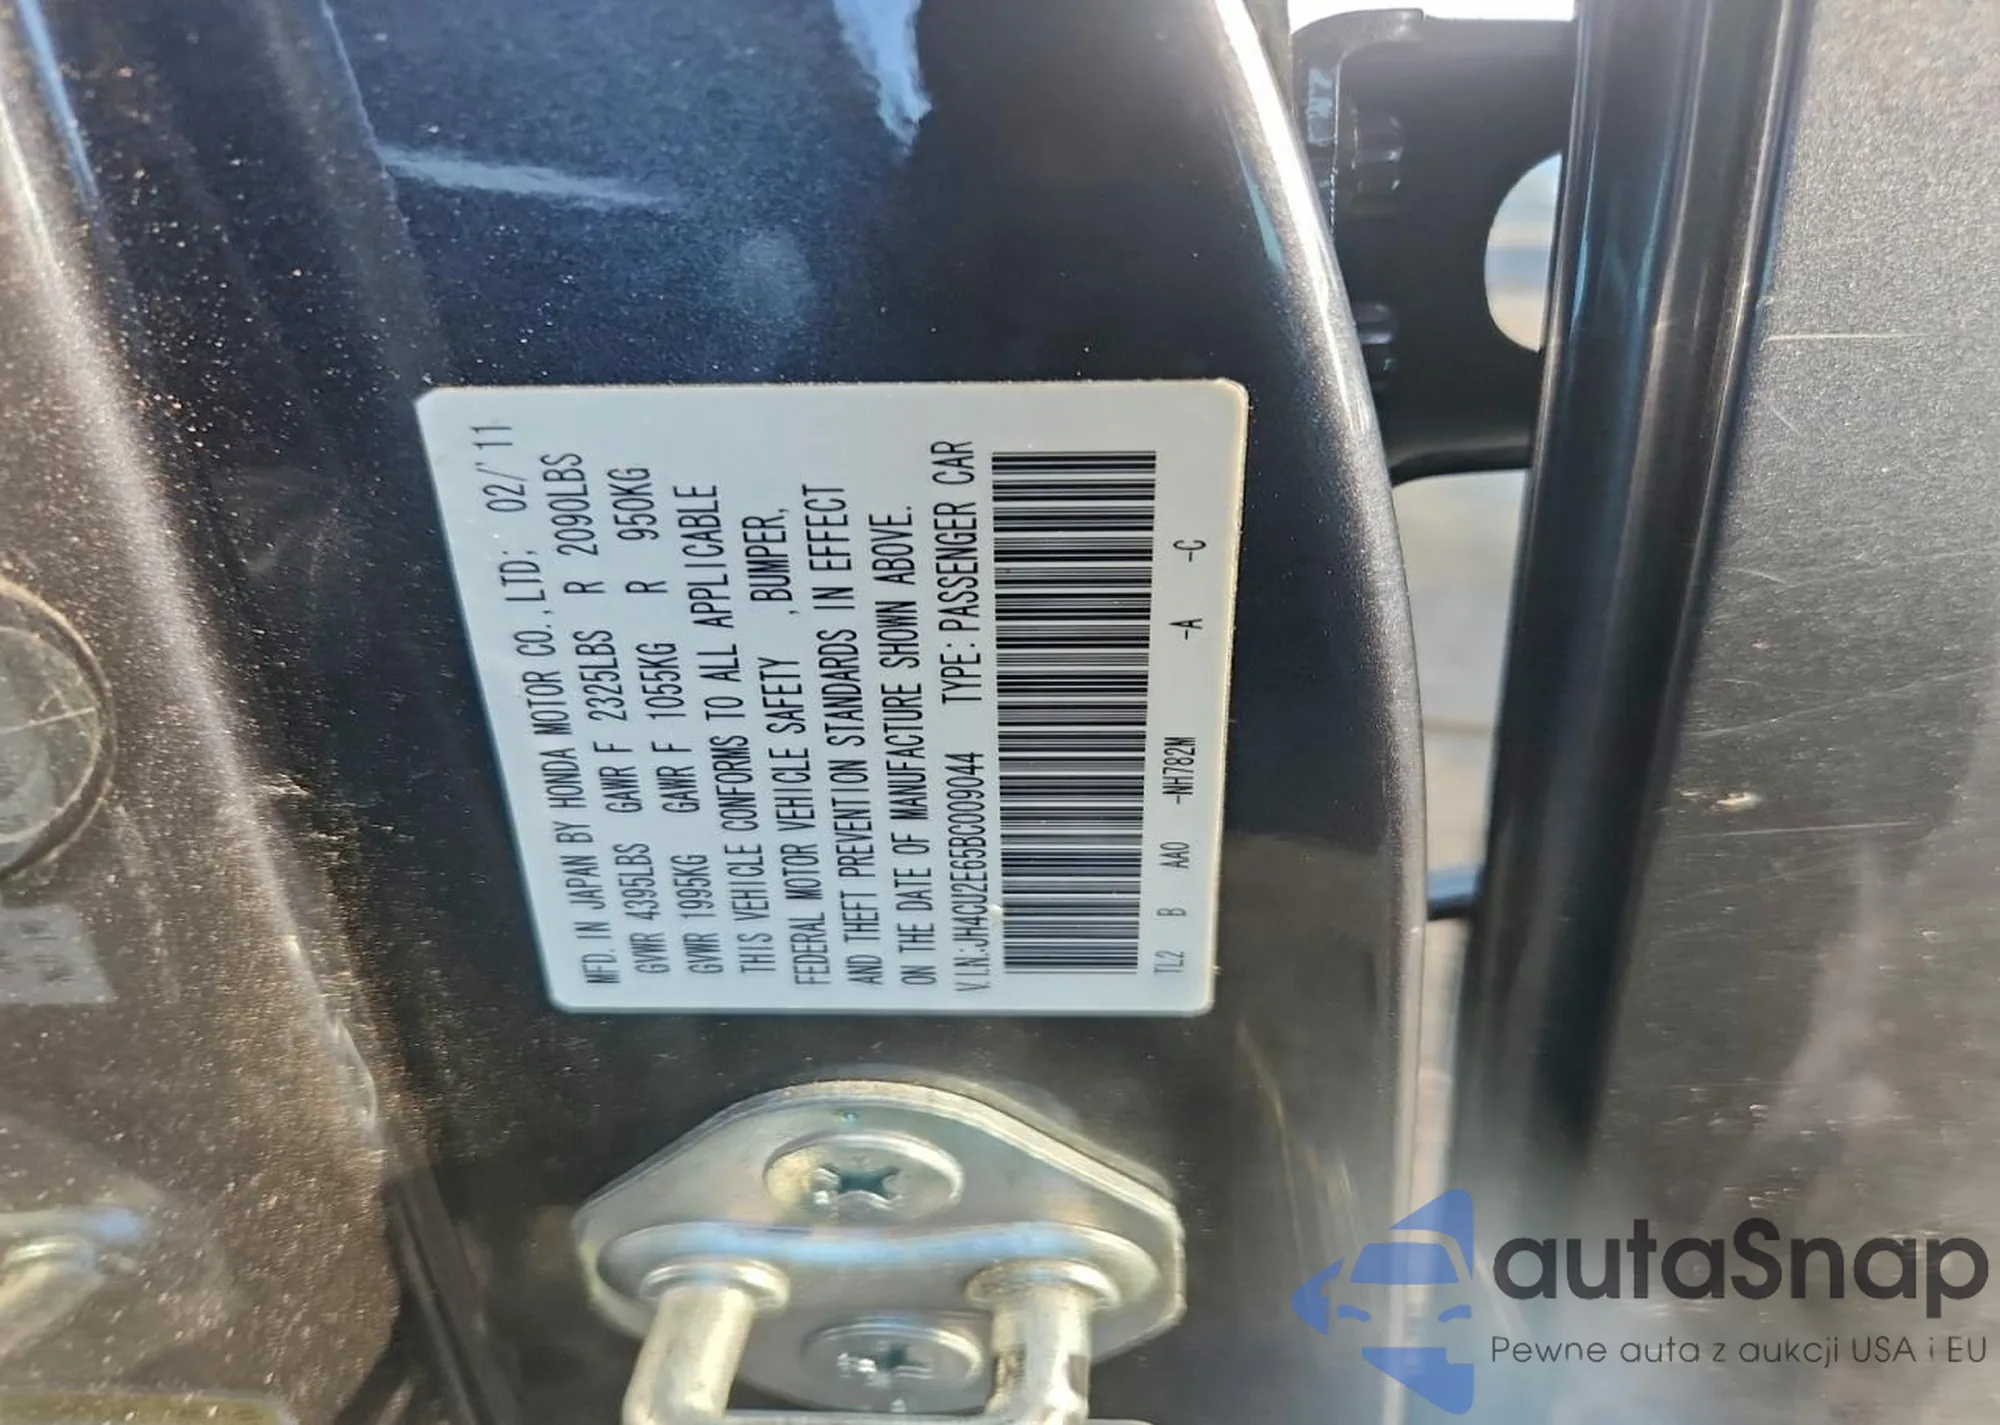 MFD. IN JAPAN BY HONDA MOTOR CO., LTD; 02/'11
GVWR 4395LBS GAWR F 2325LBS R 2090LBS
GVWR 1995KG GAWR F 1055KG R 950KG
THIS VEHICLE CONFORMS TO ALL APPLICABLE
FEDERAL MOTOR VEHICLE SAFETY ,BUMPER,
AND THEFT PREVENTION STANDARDS IN EFFECT
ON THE DATE OF MANUFACTURE SHOWN ABOVE.
V.I.N.:JH4CU2E65BC009044 TYPE: PASSENGER CAR
TL2 B AA0 -NH782M -A -C
autaSnap
Pewne auta z aukcji USA i EU